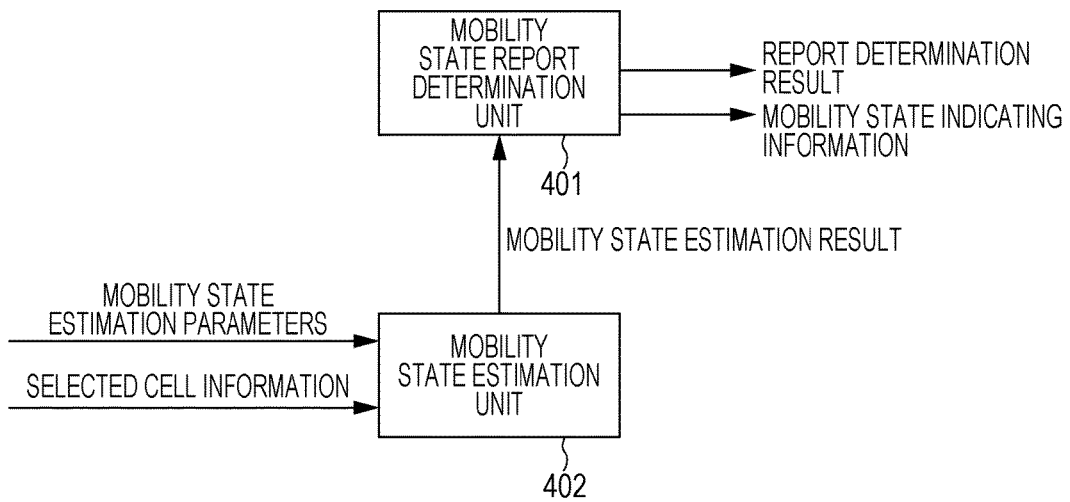 MOBILITY
STATE REPORT
DETERMINATION
UNIT
REPORT DETERMINATION
RESULT
MOBILITY STATE INDICATING
INFORMATION
401
MOBILITY STATE ESTIMATION RESULT
MOBILITY STATE
ESTIMATION PARAMETERS
SELECTED CELL INFORMATION
MOBILITY
STATE ESTIMATION
UNIT
402